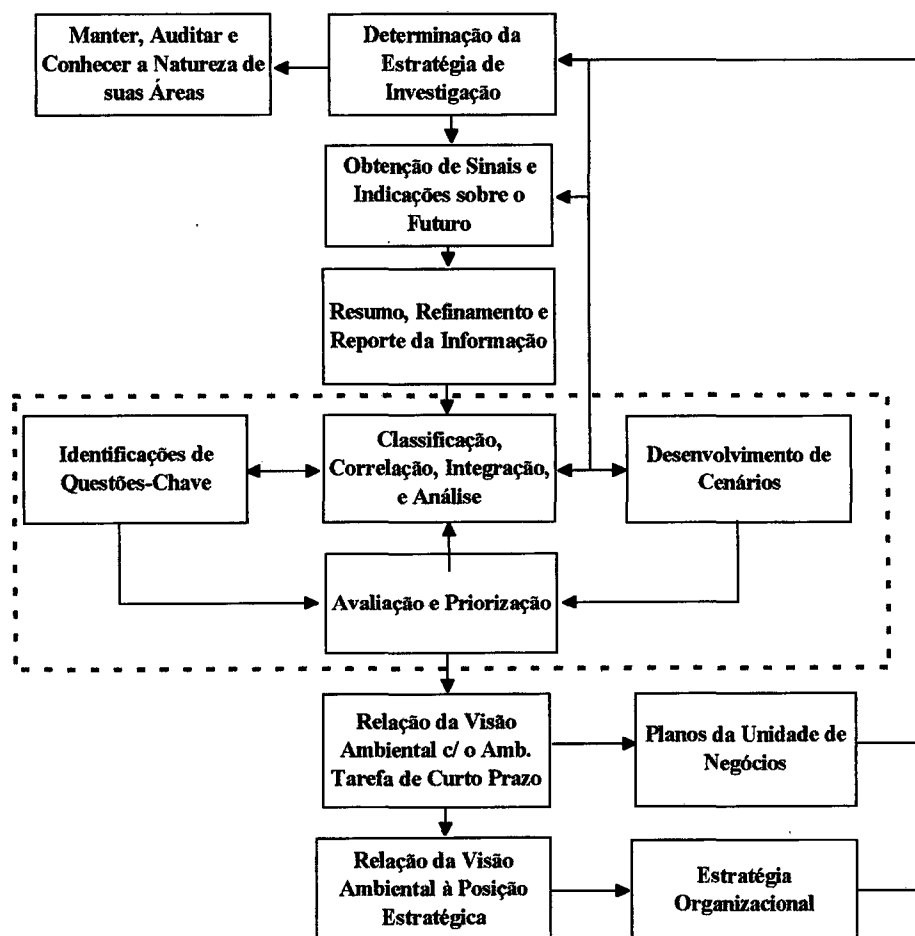 Manter, Auditar e
Conhecer a Natureza de
suas Áreas
Determinação da
Estratégia de
Investigação
Obtenção de Sinais e
Indicações sobre o
Futuro
Resumo, Refinamento e
Reporte da Informação
Identificações de
Questões-Chave
Classificação,
Correlação, Integração,
e Análise
Desenvolvimento de
Cenários
Avaliação e Priorização
Relação da Visão
Ambiental c/ o Amb.
Tarefa de Curto Prazo
Planos da Unidade de
Negócios
Relação da Visão
Ambiental à Posição
Estratégica
Estratégia
Organizacional